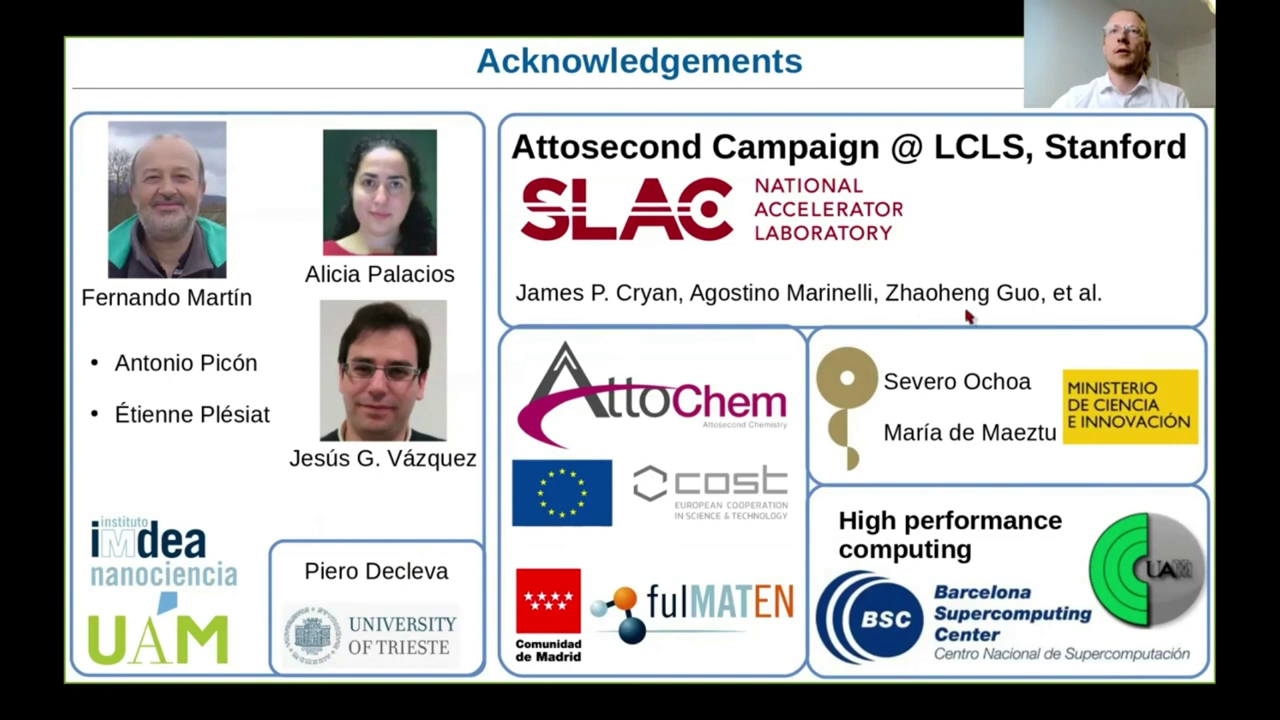 Acknowledgements
Fernando Martín
Alicia Palacios
• Antonio Picón
• Étienne Plésiat
Jesús G. Vázquez
instituto
imdea
nanociencia
UAM
Piero Decleva
UNIVERSITY
OF TRIESTE
Attosecond Campaign @ LCLS, Stanford
SLAC
NATIONAL
ACCELERATOR
LABORATORY
James P. Cryan, Agostino Marinelli, Zhaoheng Guo, et al.
AttoChem
Attosecond Chemistry
cost
EUROPEAN COOPERATION
IN SCIENCE & TECHNOLOGY
Comunidad
de Madrid
fulMATEN
Severo Ochoa
María de Maeztu
MINISTERIO
DE CIENCIA
E INNOVACIÓN
High performance
computing
UAM
BSC
Barcelona
Supercomputing
Center
Centro Nacional de Supercomputación